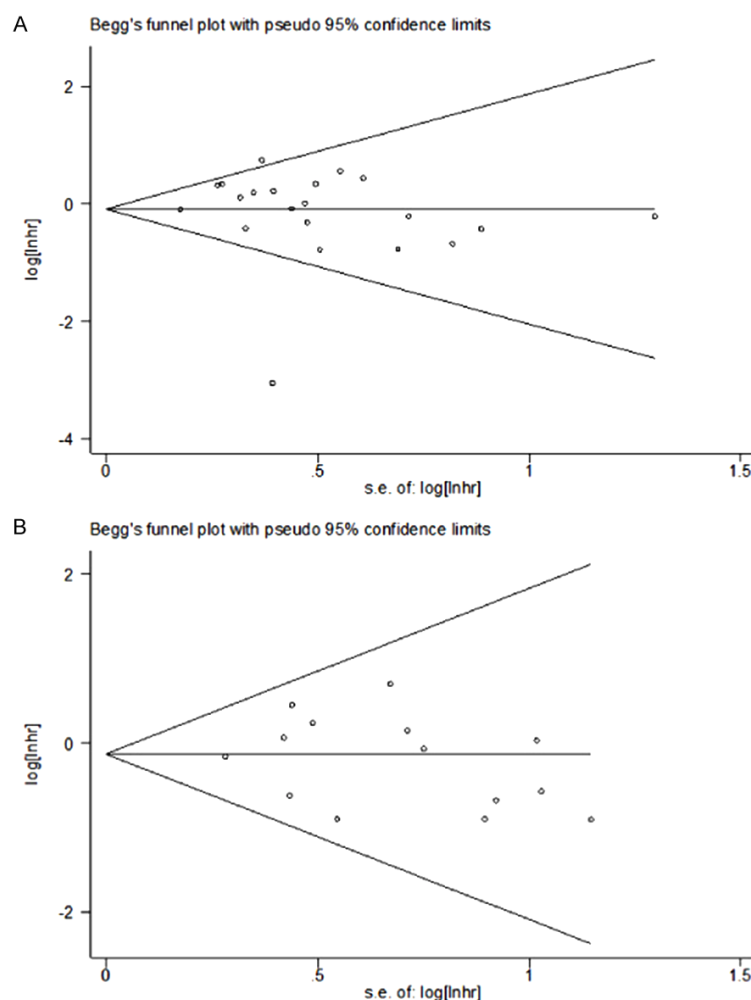 A
Begg's funnel plot with pseudo 95% confidence limits
2
0
-2
-4
log[lnhr]
0 .5 1 1.5
s.e. of: log[lnhr]
B
Begg's funnel plot with pseudo 95% confidence limits
2
0
-2
log[lnhr]
0 .5 1 1.5
s.e. of: log[lnhr]